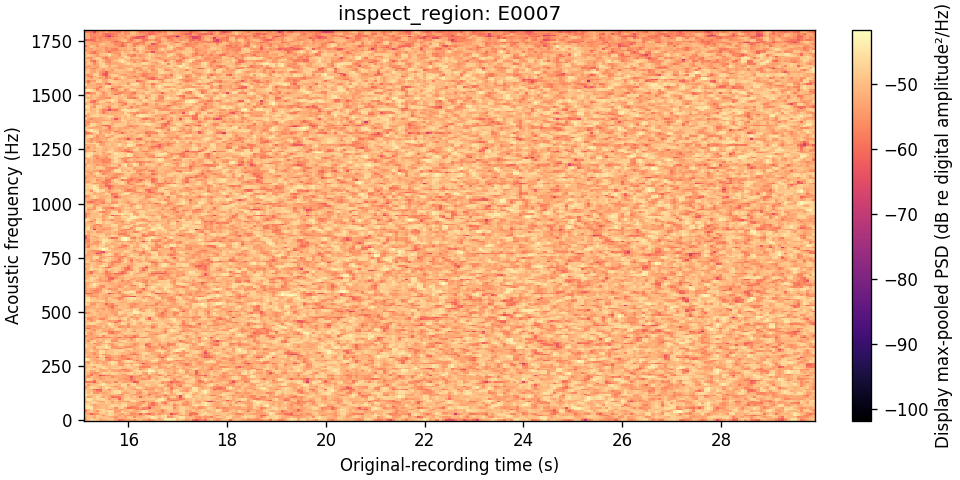 inspect_region: E0007
1750
1500
1250
1000
750
500
250
0
Acoustic frequency (Hz)
16 18 20 22 24 26 28
Original-recording time (s)
−50
−60
−70
−80
−90
−100
Display max-pooled PSD (dB re digital amplitude²/Hz)